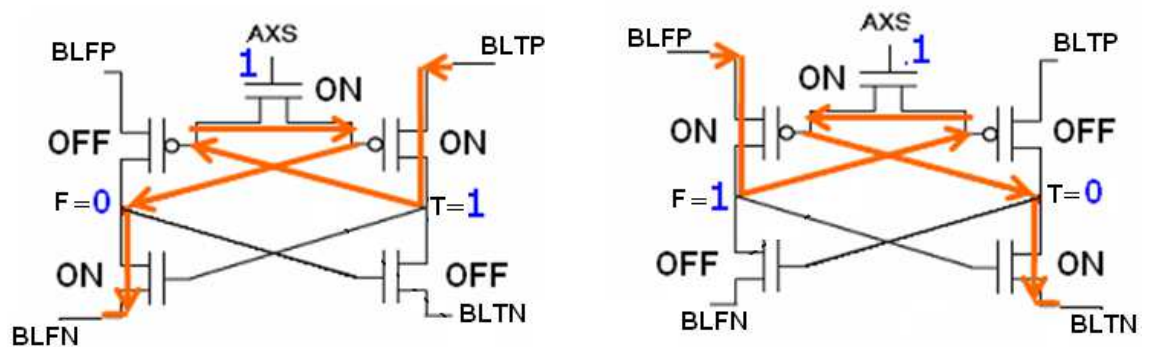 AXS
BLFP
BLTP
1
ON
OFF
ON
F=0
T=1
ON
OFF
BLTN
BLFN
AXS
BLFP
BLTP
.1
ON
ON
OFF
F=1
T=0
OFF
ON
BLFN
BLTN